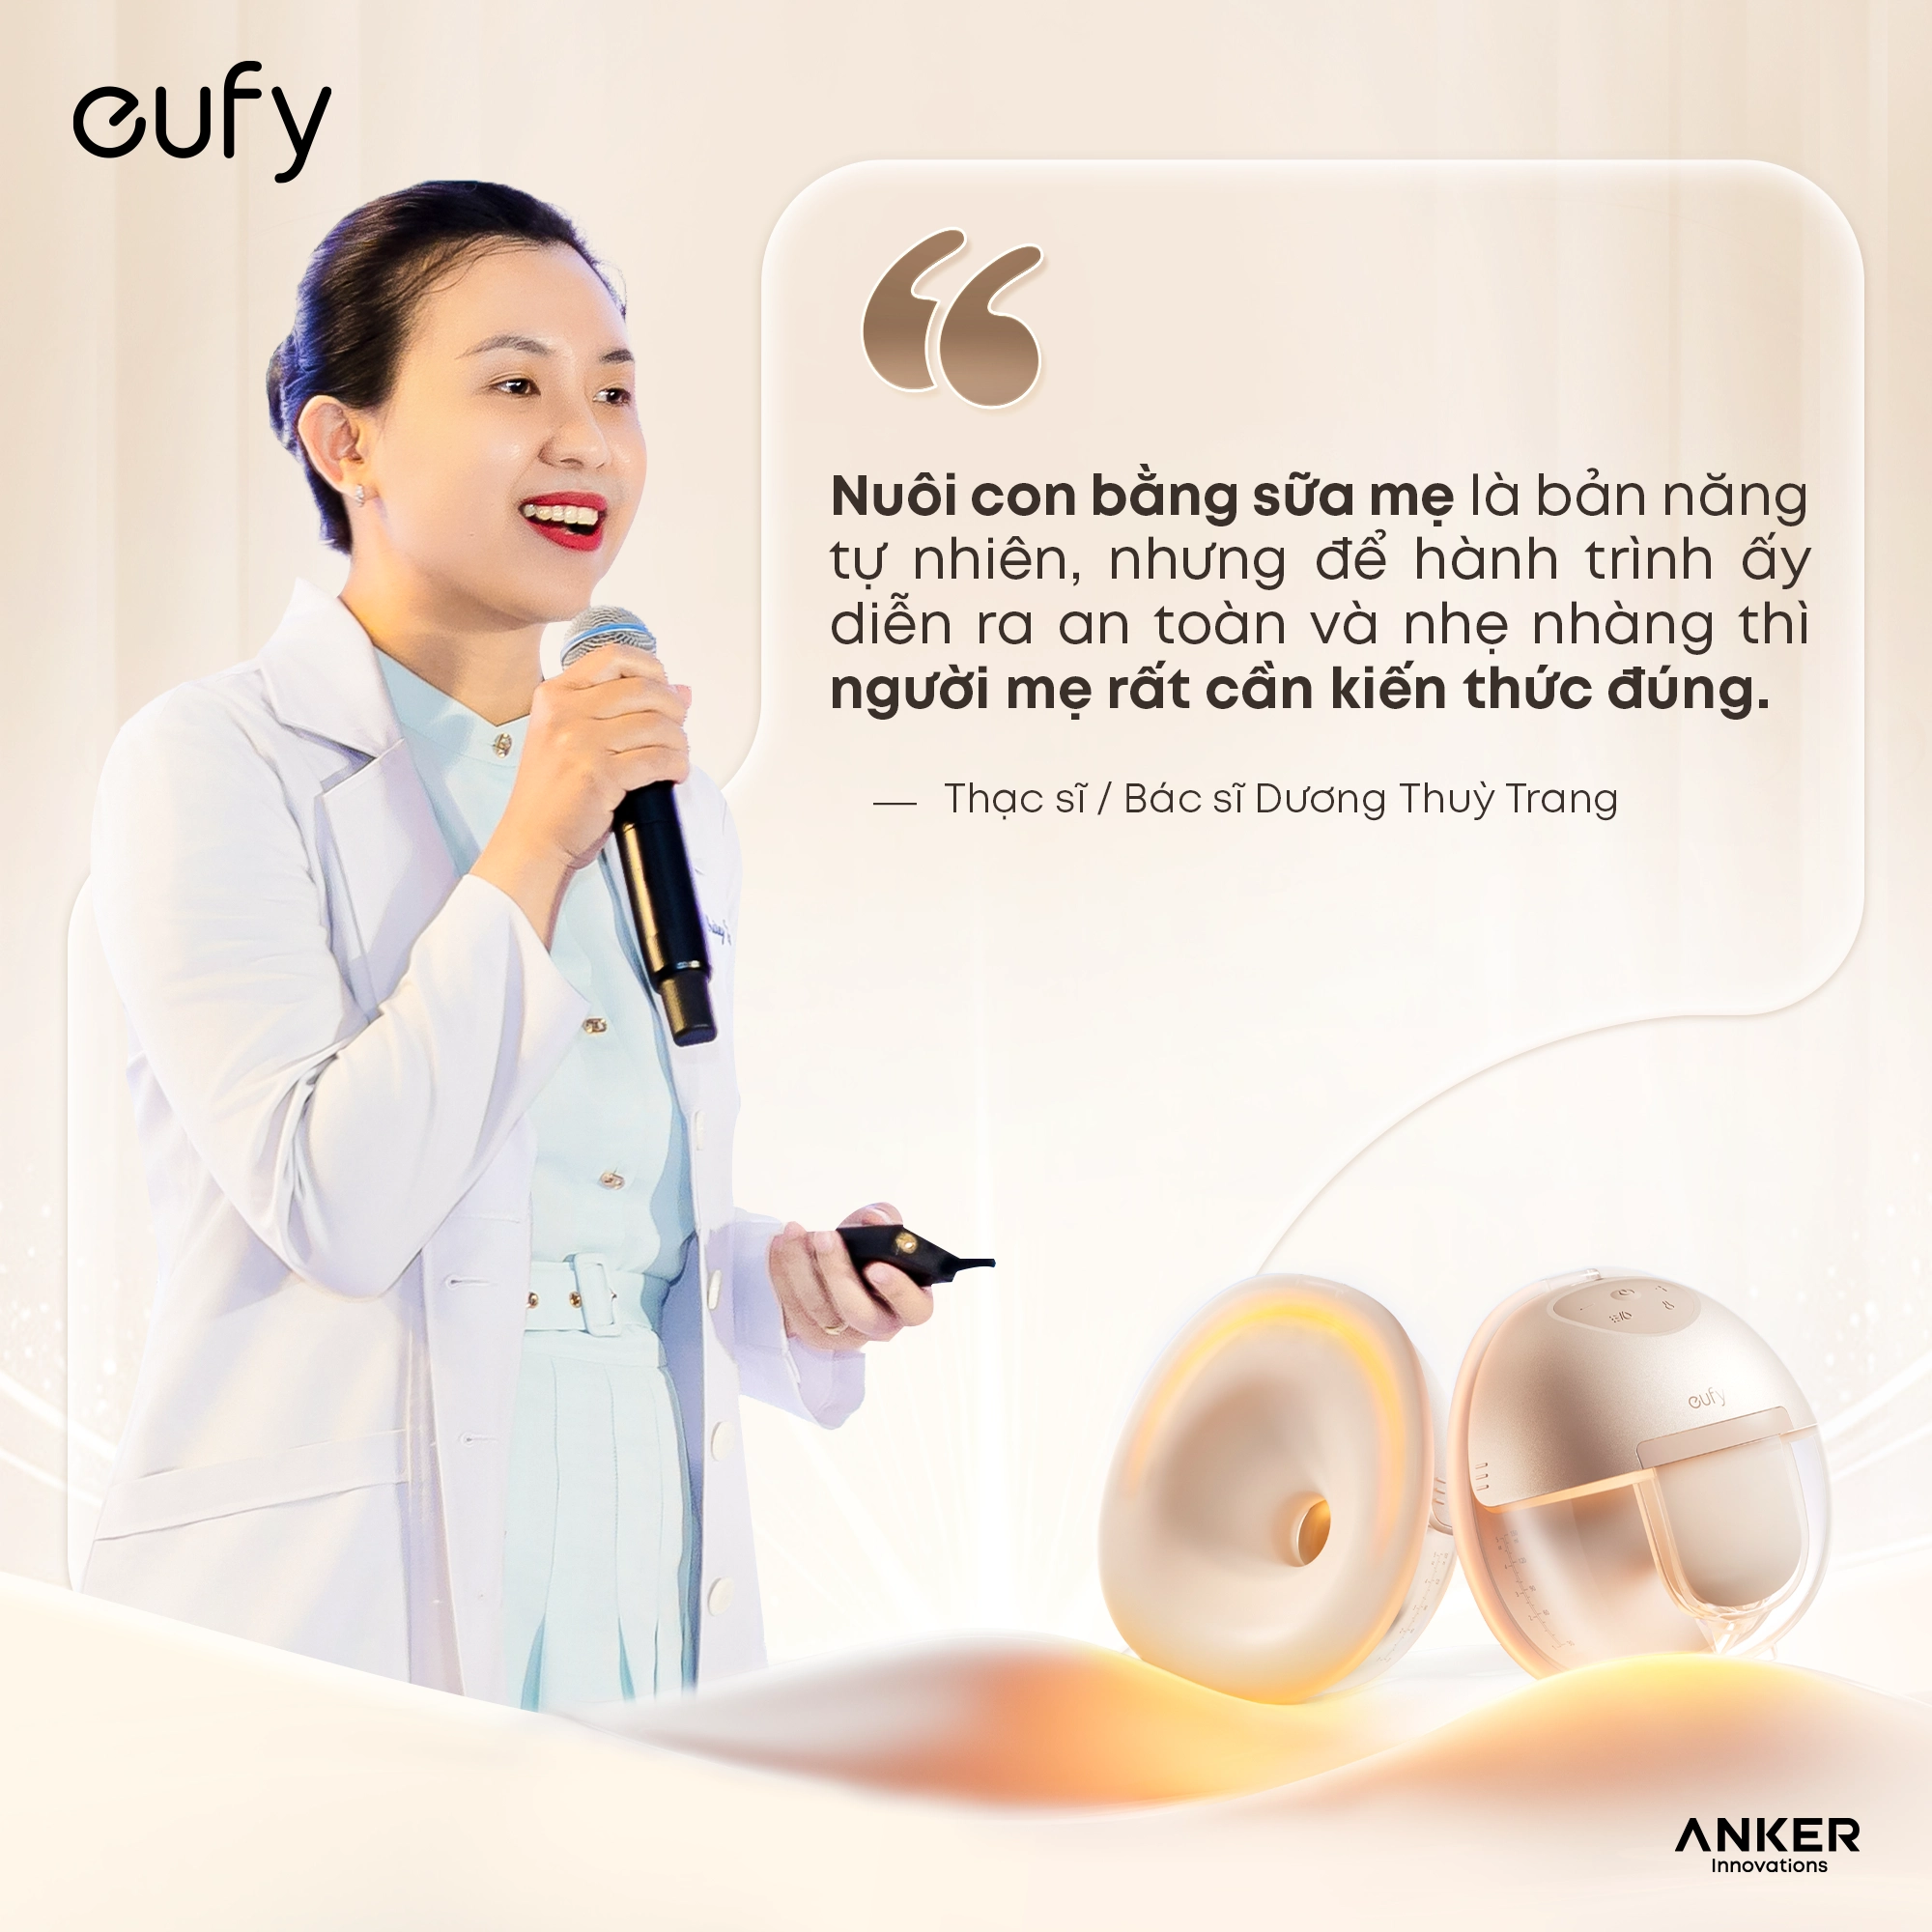 eufy
Nuôi con bằng sữa mẹ là bản năng
tự nhiên, nhưng để hành trình ấy
diễn ra an toàn và nhẹ nhàng thì
người mẹ rất cần kiến thức đúng.
— Thạc sĩ / Bác sĩ Dương Thuỳ Trang
eufy
ANKER
Innovations